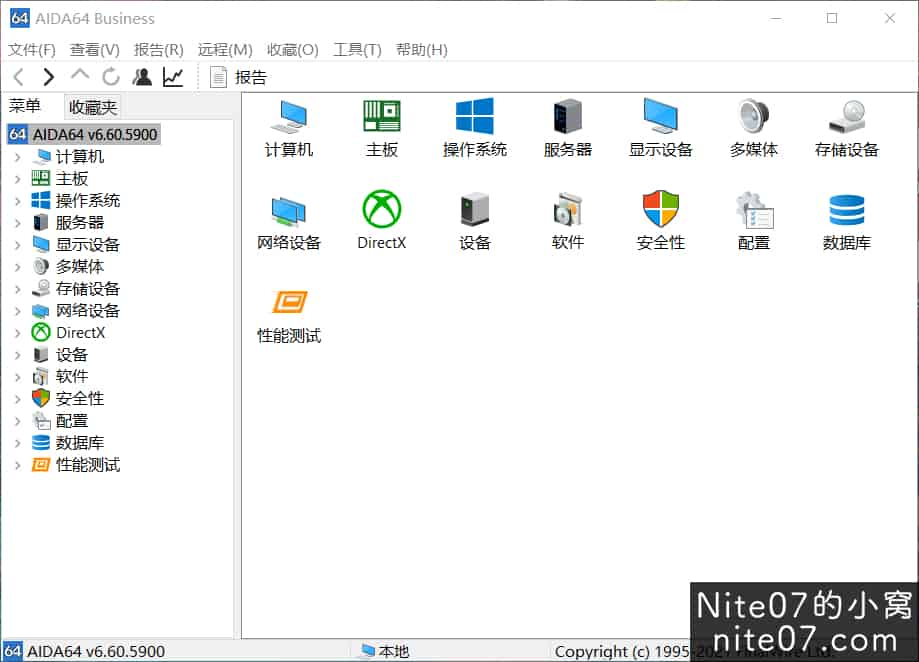 64 AIDA64 Business
文件(F) 查看(V) 报告(R) 远程(M) 收藏(O) 工具(T) 帮助(H)
报告
菜单 收藏夹
64 AIDA64 v6.60.5900
计算机
主板
操作系统
服务器
显示设备
多媒体
存储设备
网络设备
DirectX
设备
软件
安全性
配置
数据库
性能测试
计算机 主板 操作系统 服务器 显示设备 多媒体 存储设备
网络设备 DirectX 设备 软件 安全性 配置 数据库
性能测试
Nite07的小窝
nite07.com
64 AIDA64 v6.60.5900 本地 Copyright (c) 1995-2021 FinalWire Ltd.